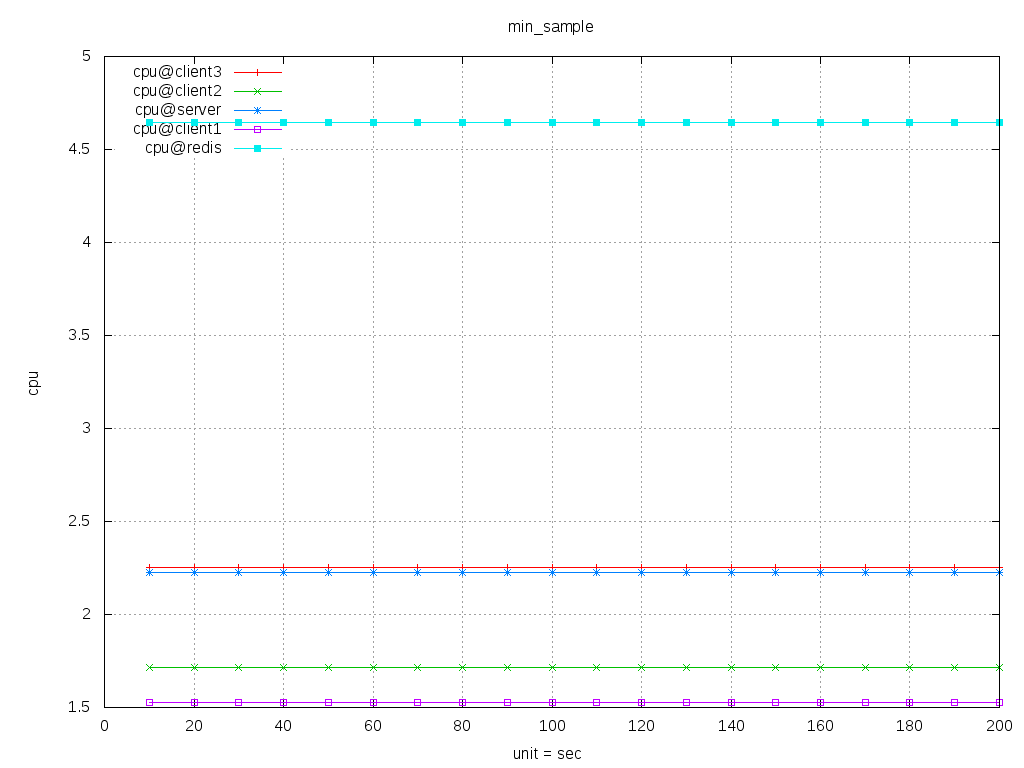 min_sample
5
cpu@client3
cpu@client2
cpu@server
cpu@client1
cpu@redis
4.5
4
3.5
cpu
3
2.5
2
1.5
0 20 40 60 80 100 120 140 160 180 200
unit = sec